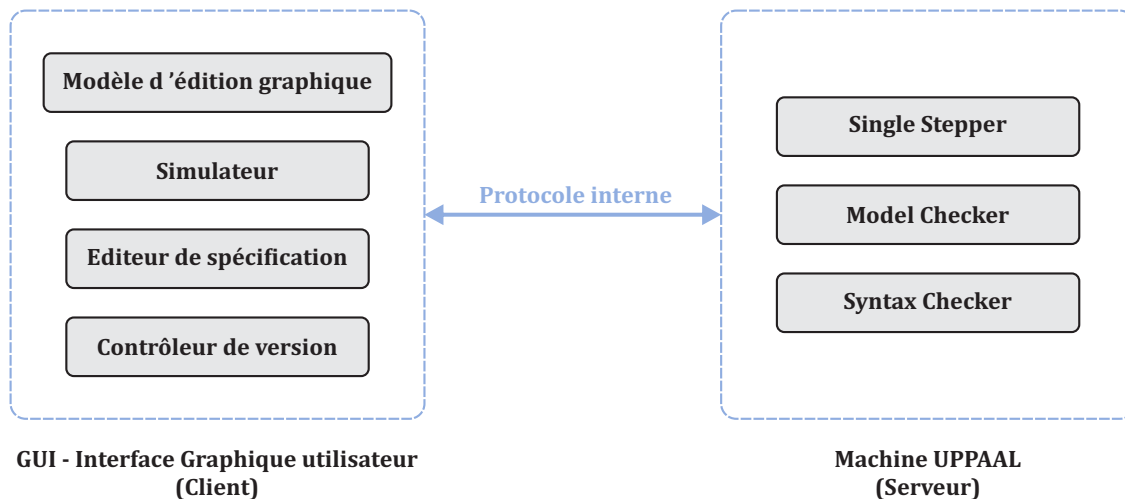 Modèle d ’édition graphique
Simulateur
Editeur de spécification
Contrôleur de version
GUI - Interface Graphique utilisateur
(Client)
Protocole interne
Single Stepper
Model Checker
Syntax Checker
Machine UPPAAL
(Serveur)